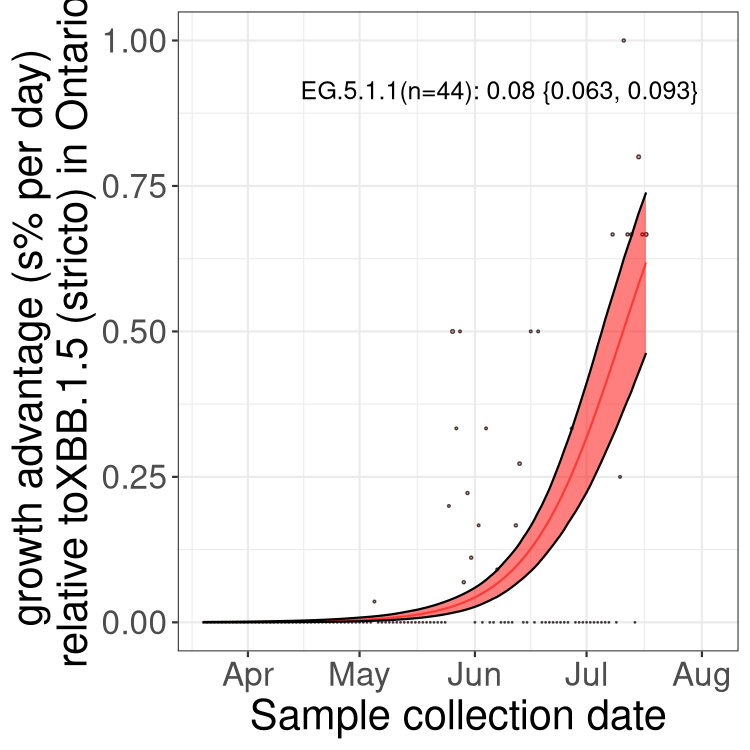 growth advantage (s% per day)
relative toXBB.1.5 (stricto) in Ontario
1.00
0.75
0.50
0.25
0.00
EG.5.1.1(n=44): 0.08 {0.063, 0.093}
Apr May Jun Jul Aug
Sample collection date